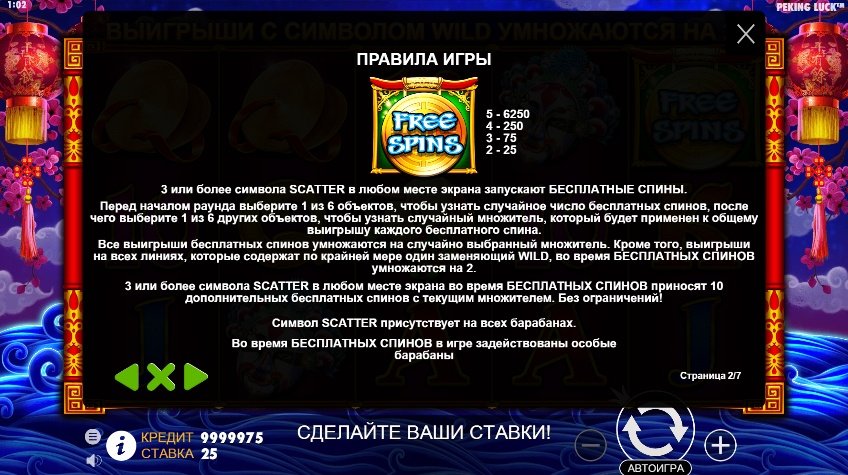 1:02
PEKING LUCK™
ВЫИГРЫШИ С СИМВОЛОМ WILD УМНОЖАЮТСЯ НА
ПРАВИЛА ИГРЫ
FREE
SPINS
5 - 6250
4 - 250
3 - 75
2 - 25
FREE
SPINS
3 или более символа SCATTER в любом месте экрана запускают БЕСПЛАТНЫЕ СПИНЫ.
Перед началом раунда выберите 1 из 6 объектов, чтобы узнать случайное число бесплатных спинов, после
чего выберите 1 из 6 других объектов, чтобы узнать случайный множитель, который будет применен к общему
выигрышу каждого бесплатного спина.
Все выигрыши бесплатных спинов умножаются на случайно выбранный множитель. Кроме того, выигрыши
на всех линиях, которые содержат по крайней мере один заменяющий WILD, во время БЕСПЛАТНЫХ СПИНОВ
умножаются на 2.
3 или более символа SCATTER в любом месте экрана во время БЕСПЛАТНЫХ СПИНОВ приносят 10
дополнительных бесплатных спинов с текущим множителем. Без ограничений!
Символ SCATTER присутствует на всех барабанах.
Во время БЕСПЛАТНЫХ СПИНОВ в игре задействованы особые
барабаны
Страница 2/7
КРЕДИТ 9999975
СТАВКА 25
СДЕЛАЙТЕ ВАШИ СТАВКИ!
АВТОИГРА